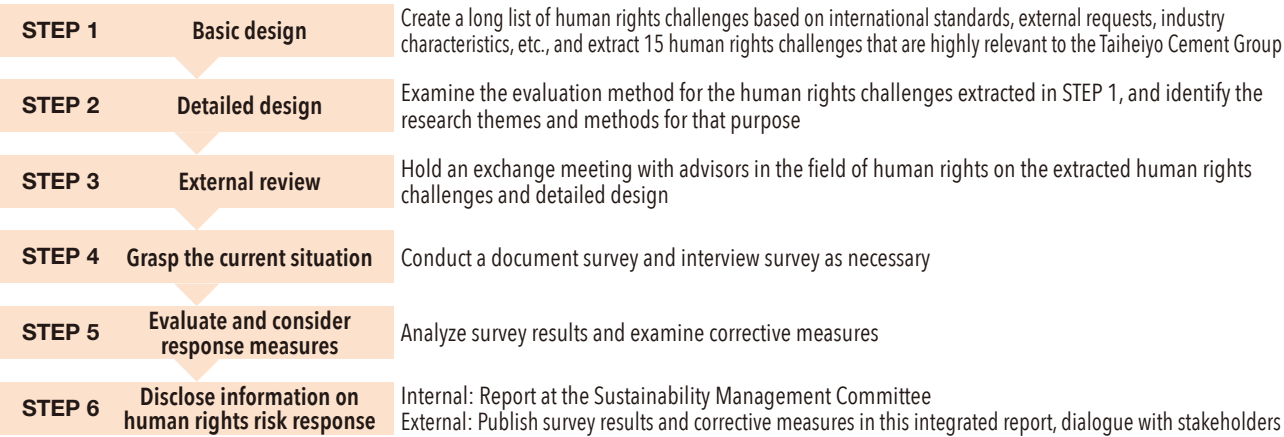 STEP 1 Basic design Create a long list of human rights challenges based on international standards, external requests, industry
characteristics, etc., and extract 15 human rights challenges that are highly relevant to the Taiheiyo Cement Group
STEP 2 Detailed design Examine the evaluation method for the human rights challenges extracted in STEP 1, and identify the
research themes and methods for that purpose
STEP 3 External review Hold an exchange meeting with advisors in the field of human rights on the extracted human rights
challenges and detailed design
STEP 4 Grasp the current situation Conduct a document survey and interview survey as necessary
STEP 5 Evaluate and consider
response measures
Analyze survey results and examine corrective measures
STEP 6 Disclose information on
human rights risk response
Internal: Report at the Sustainability Management Committee
External: Publish survey results and corrective measures in this integrated report, dialogue with stakeholders